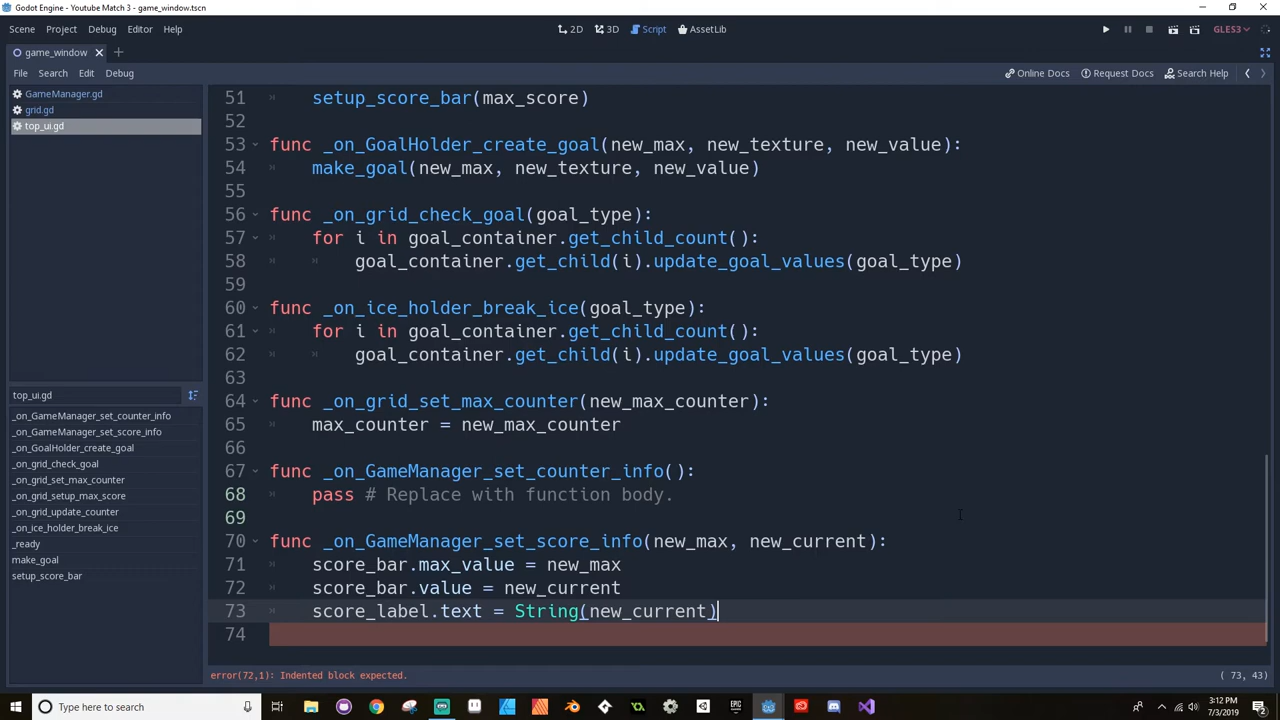 Godot Engine - Youtube Match 3 - game_window.tscn
Scene Project Debug Editor Help 2D 3D Script AssetLib GLES3
game_window
File Search Edit Debug Online Docs Request Docs Search Help
GameManager.gd
grid.gd
top_ui.gd
top_ui.gd
_on_GameManager_set_counter_info
_on_GameManager_set_score_info
_on_GoalHolder_create_goal
_on_grid_check_goal
_on_grid_set_max_counter
_on_grid_setup_max_score
_on_grid_update_counter
_on_ice_holder_break_ice
_ready
make_goal
setup_score_bar
51 setup_score_bar(max_score)
52
53 func _on_GoalHolder_create_goal(new_max, new_texture, new_value):
54 make_goal(new_max, new_texture, new_value)
55
56 func _on_grid_check_goal(goal_type):
57 for i in goal_container.get_child_count():
58 goal_container.get_child(i).update_goal_values(goal_type)
59
60 func _on_ice_holder_break_ice(goal_type):
61 for i in goal_container.get_child_count():
62 goal_container.get_child(i).update_goal_values(goal_type)
63
64 func _on_grid_set_max_counter(new_max_counter):
65 max_counter = new_max_counter
66
67 func _on_GameManager_set_counter_info():
68 pass # Replace with function body.
69
70 func _on_GameManager_set_score_info(new_max, new_current):
71 score_bar.max_value = new_max
72 score_bar.value = new_current
73 score_label.text = String(new_current)
74
error(72,1): Indented block expected. ( 73, 43)
Type here to search
3:12 PM
7/3/2019
2